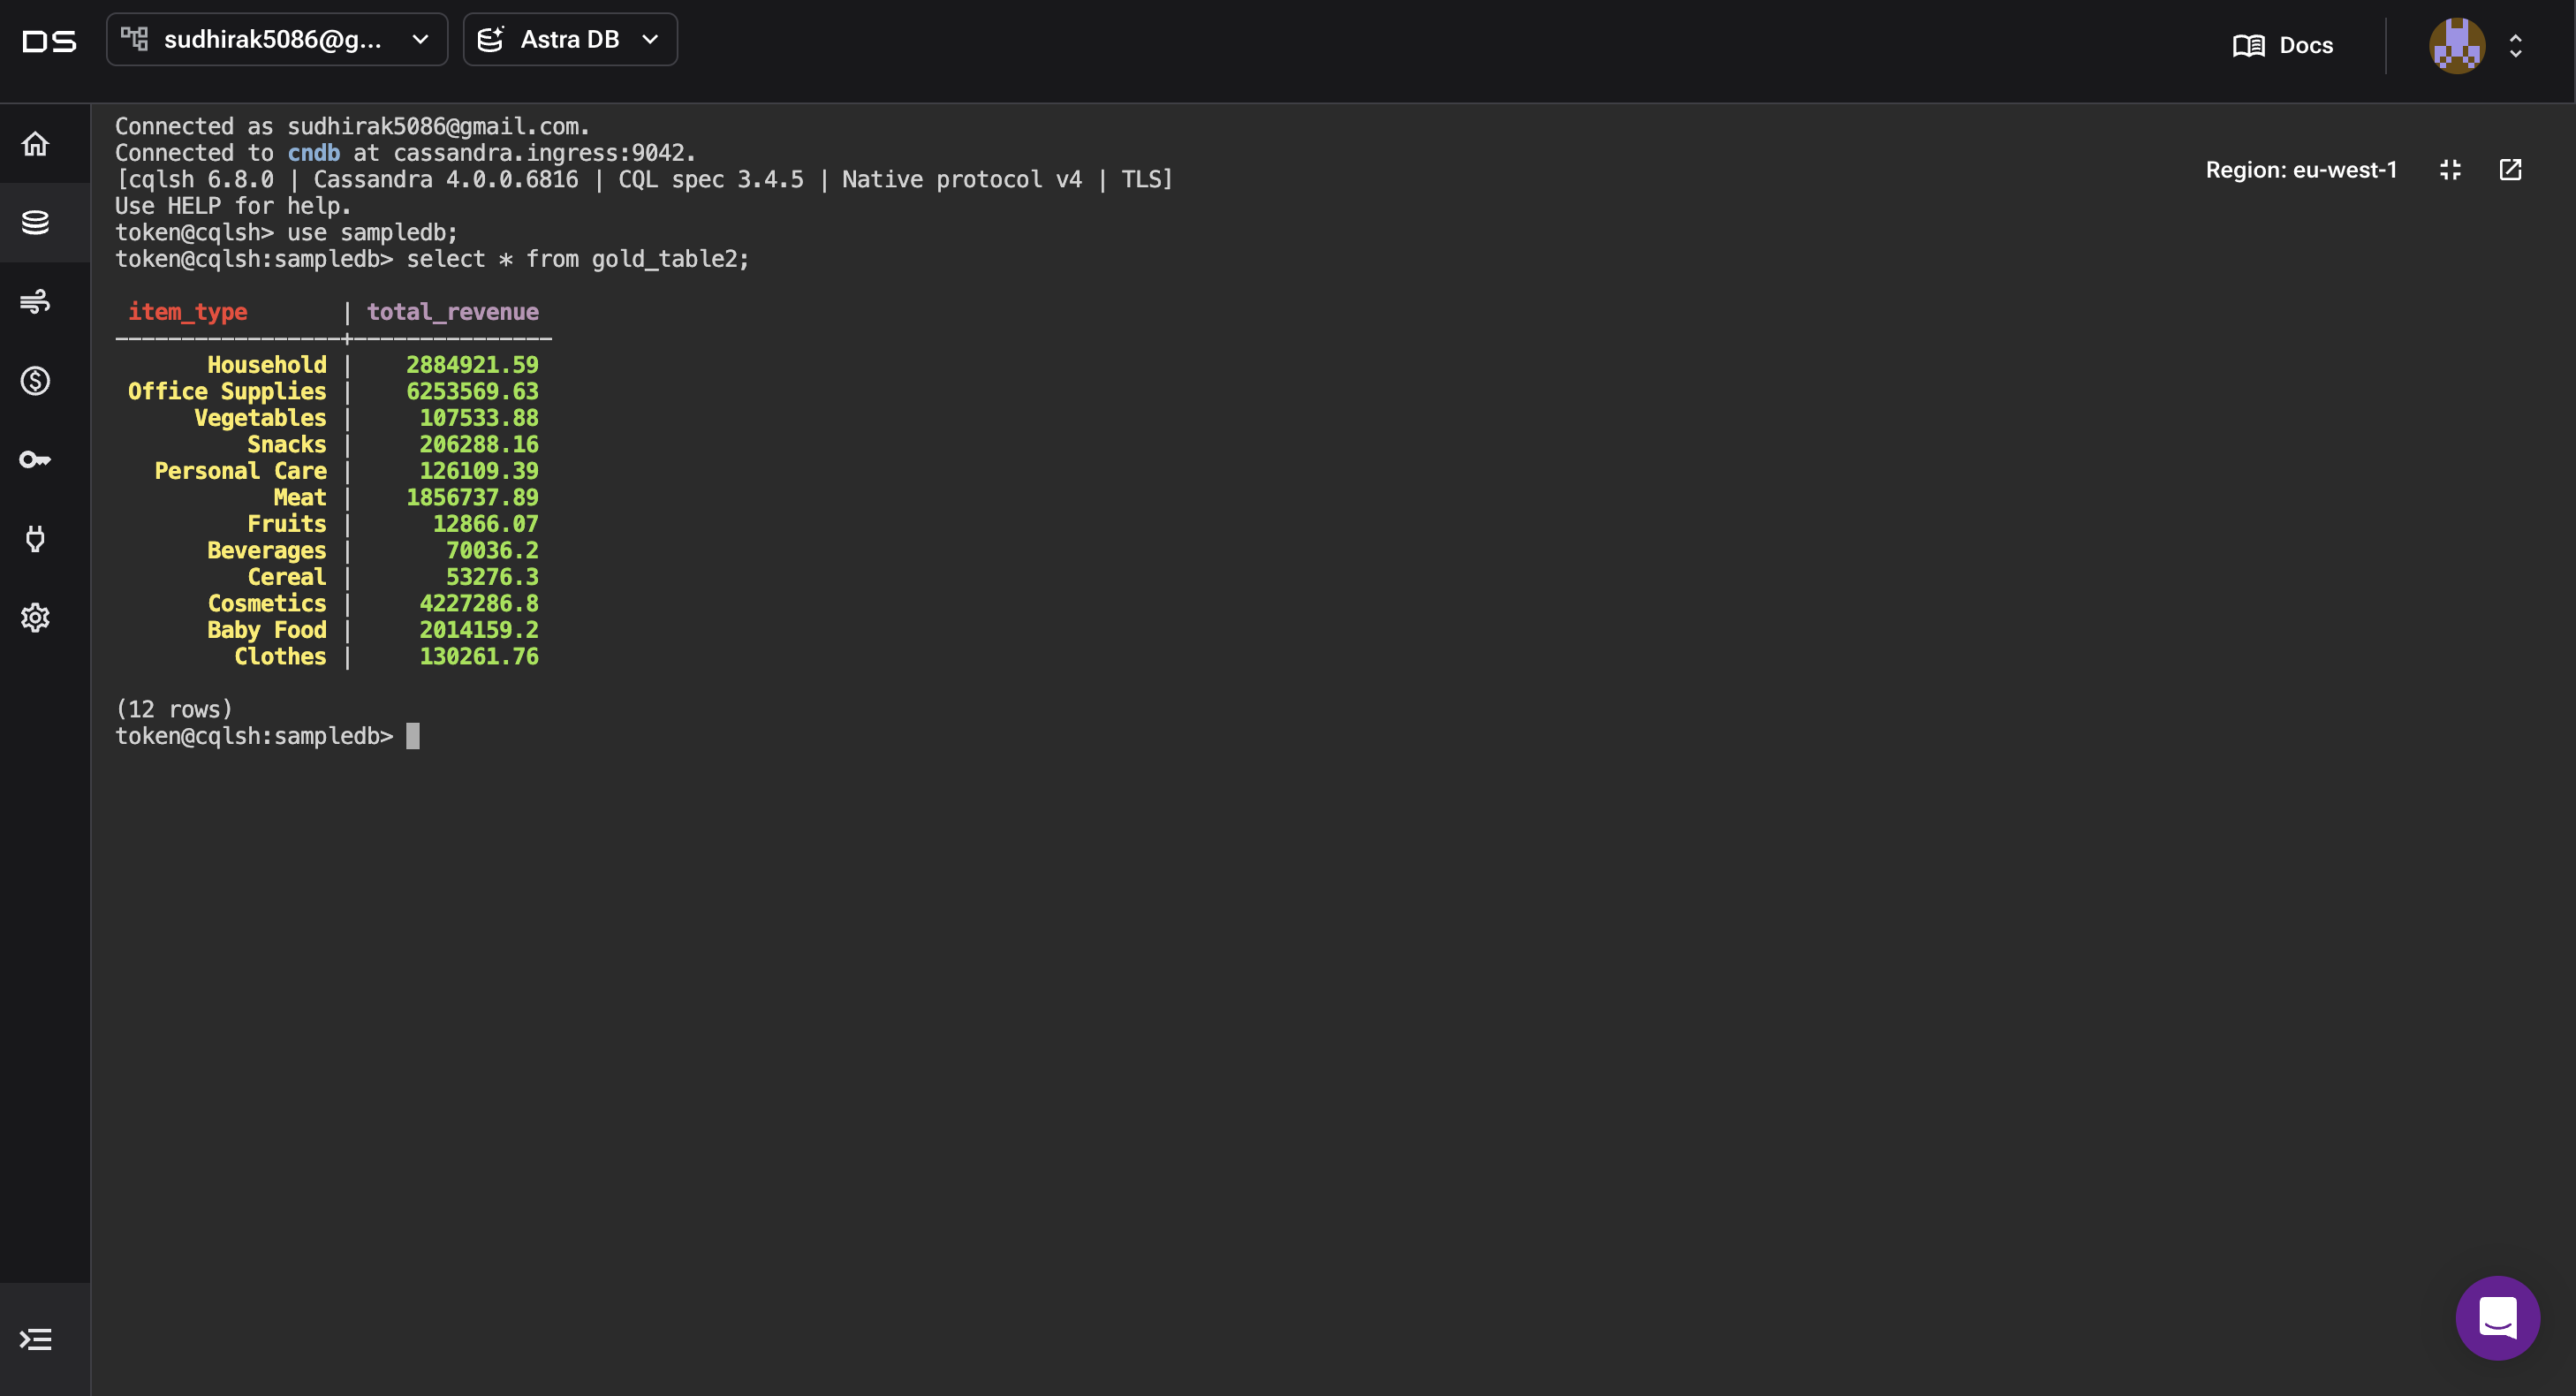 DS sudhirak5086@g... Astra DB Docs
Connected as sudhirak5086@gmail.com.
Connected to cndb at cassandra.ingress:9042.
Region: eu-west-1
[cqlsh 6.8.0 | Cassandra 4.0.0.6816 | CQL spec 3.4.5 | Native protocol v4 | TLS]
Use HELP for help.
token@cqlsh> use sampledb;
token@cqlsh:sampledb> select * from gold_table2;
item_type | total_revenue
----------------+---------------
Household | 2884921.59
Office Supplies | 6253569.63
Vegetables | 107533.88
Snacks | 206288.16
Personal Care | 126109.39
Meat | 1856737.89
Fruits | 12866.07
Beverages | 70036.2
Cereal | 53276.3
Cosmetics | 4227286.8
Baby Food | 2014159.2
Clothes | 130261.76
(12 rows)
token@cqlsh:sampledb>